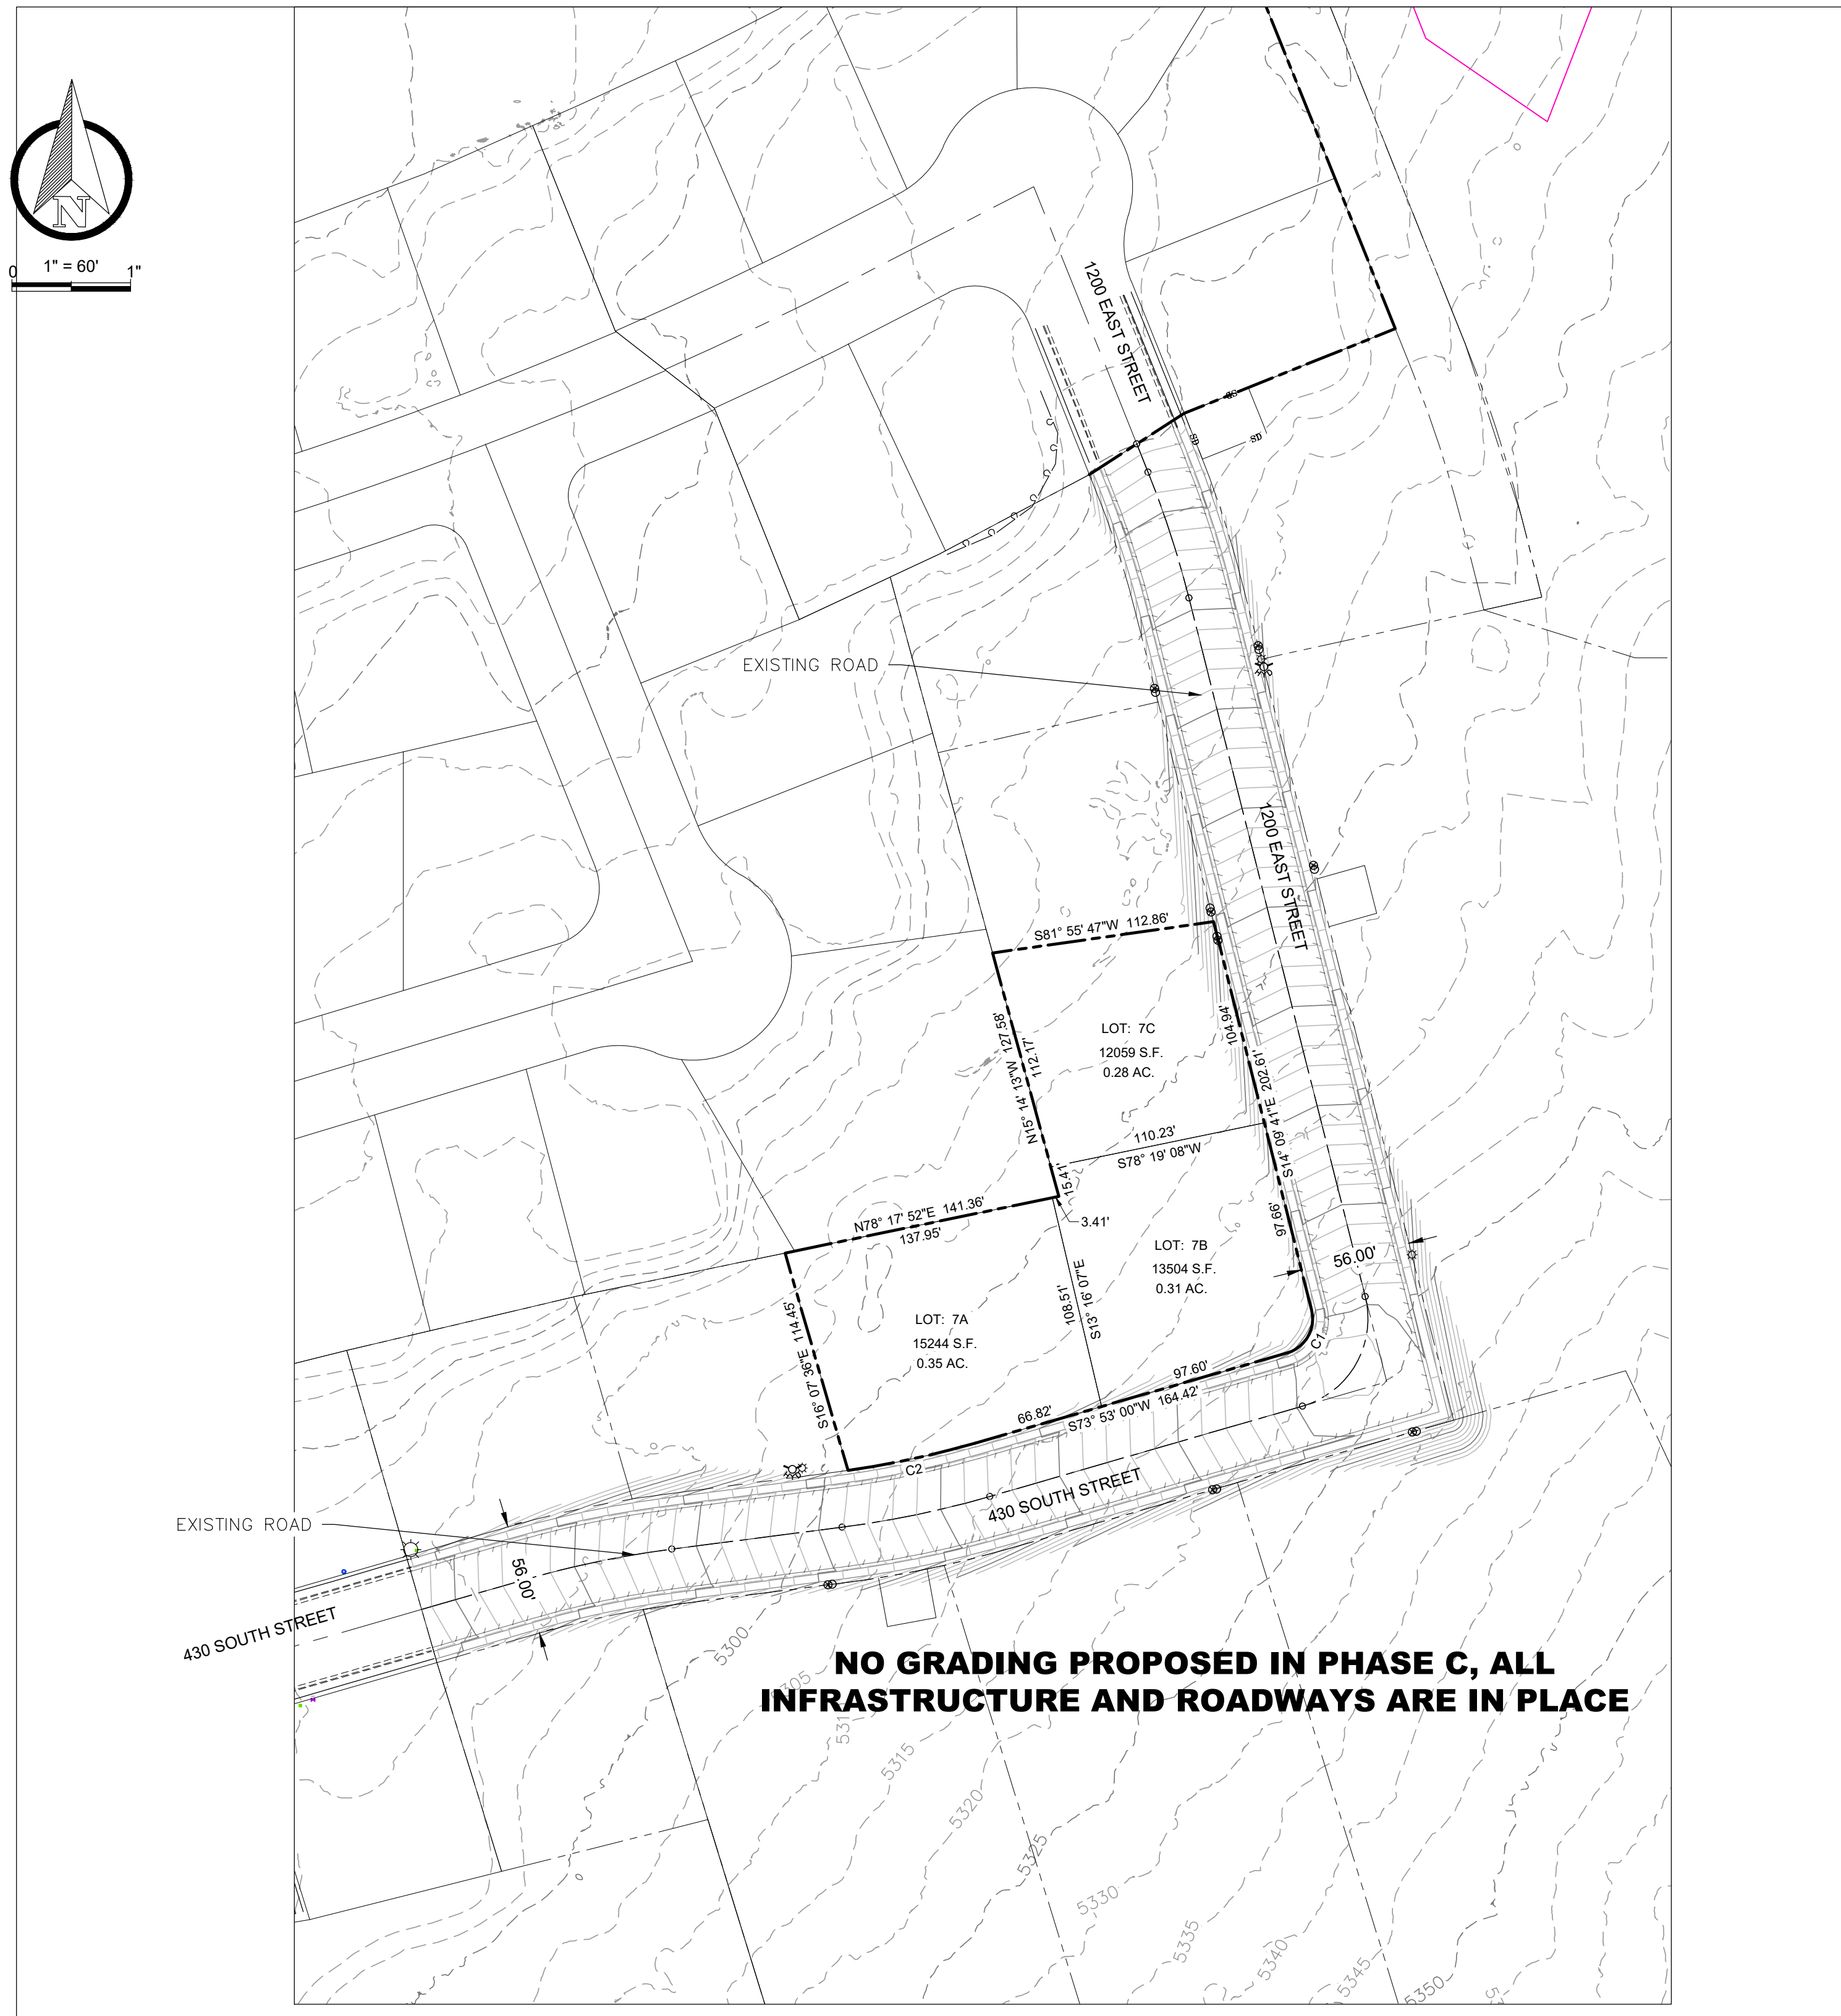 N
0 1" = 60' 1"
1200 EAST STREET
SD
SD
EXISTING ROAD
1200 EAST STREET
S81° 55' 47"W 112.86'
104.94'
LOT: 7C
12059 S.F.
0.28 AC.
N15° 14' 13"W 127.58'
112.17'
S14° 09' 41"E 202.61'
110.23'
S78° 19' 08"W
15.41'
N78° 17' 52"E 141.36'
137.95'
3.41'
97.66'
LOT: 7B
13504 S.F.
0.31 AC.
56.00'
108.51'
S13° 16' 07"E
LOT: 7A
15244 S.F.
0.35 AC.
S16° 07' 36"E 114.45'
C1
97.60'
66.82'
S73° 53' 00"W 164.42'
C2
430 SOUTH STREET
EXISTING ROAD
56.00'
430 SOUTH STREET
NO GRADING PROPOSED IN PHASE C, ALL
INFRASTRUCTURE AND ROADWAYS ARE IN PLACE
5300
5315
5320
5325
5330
5335
5340
5345
5350